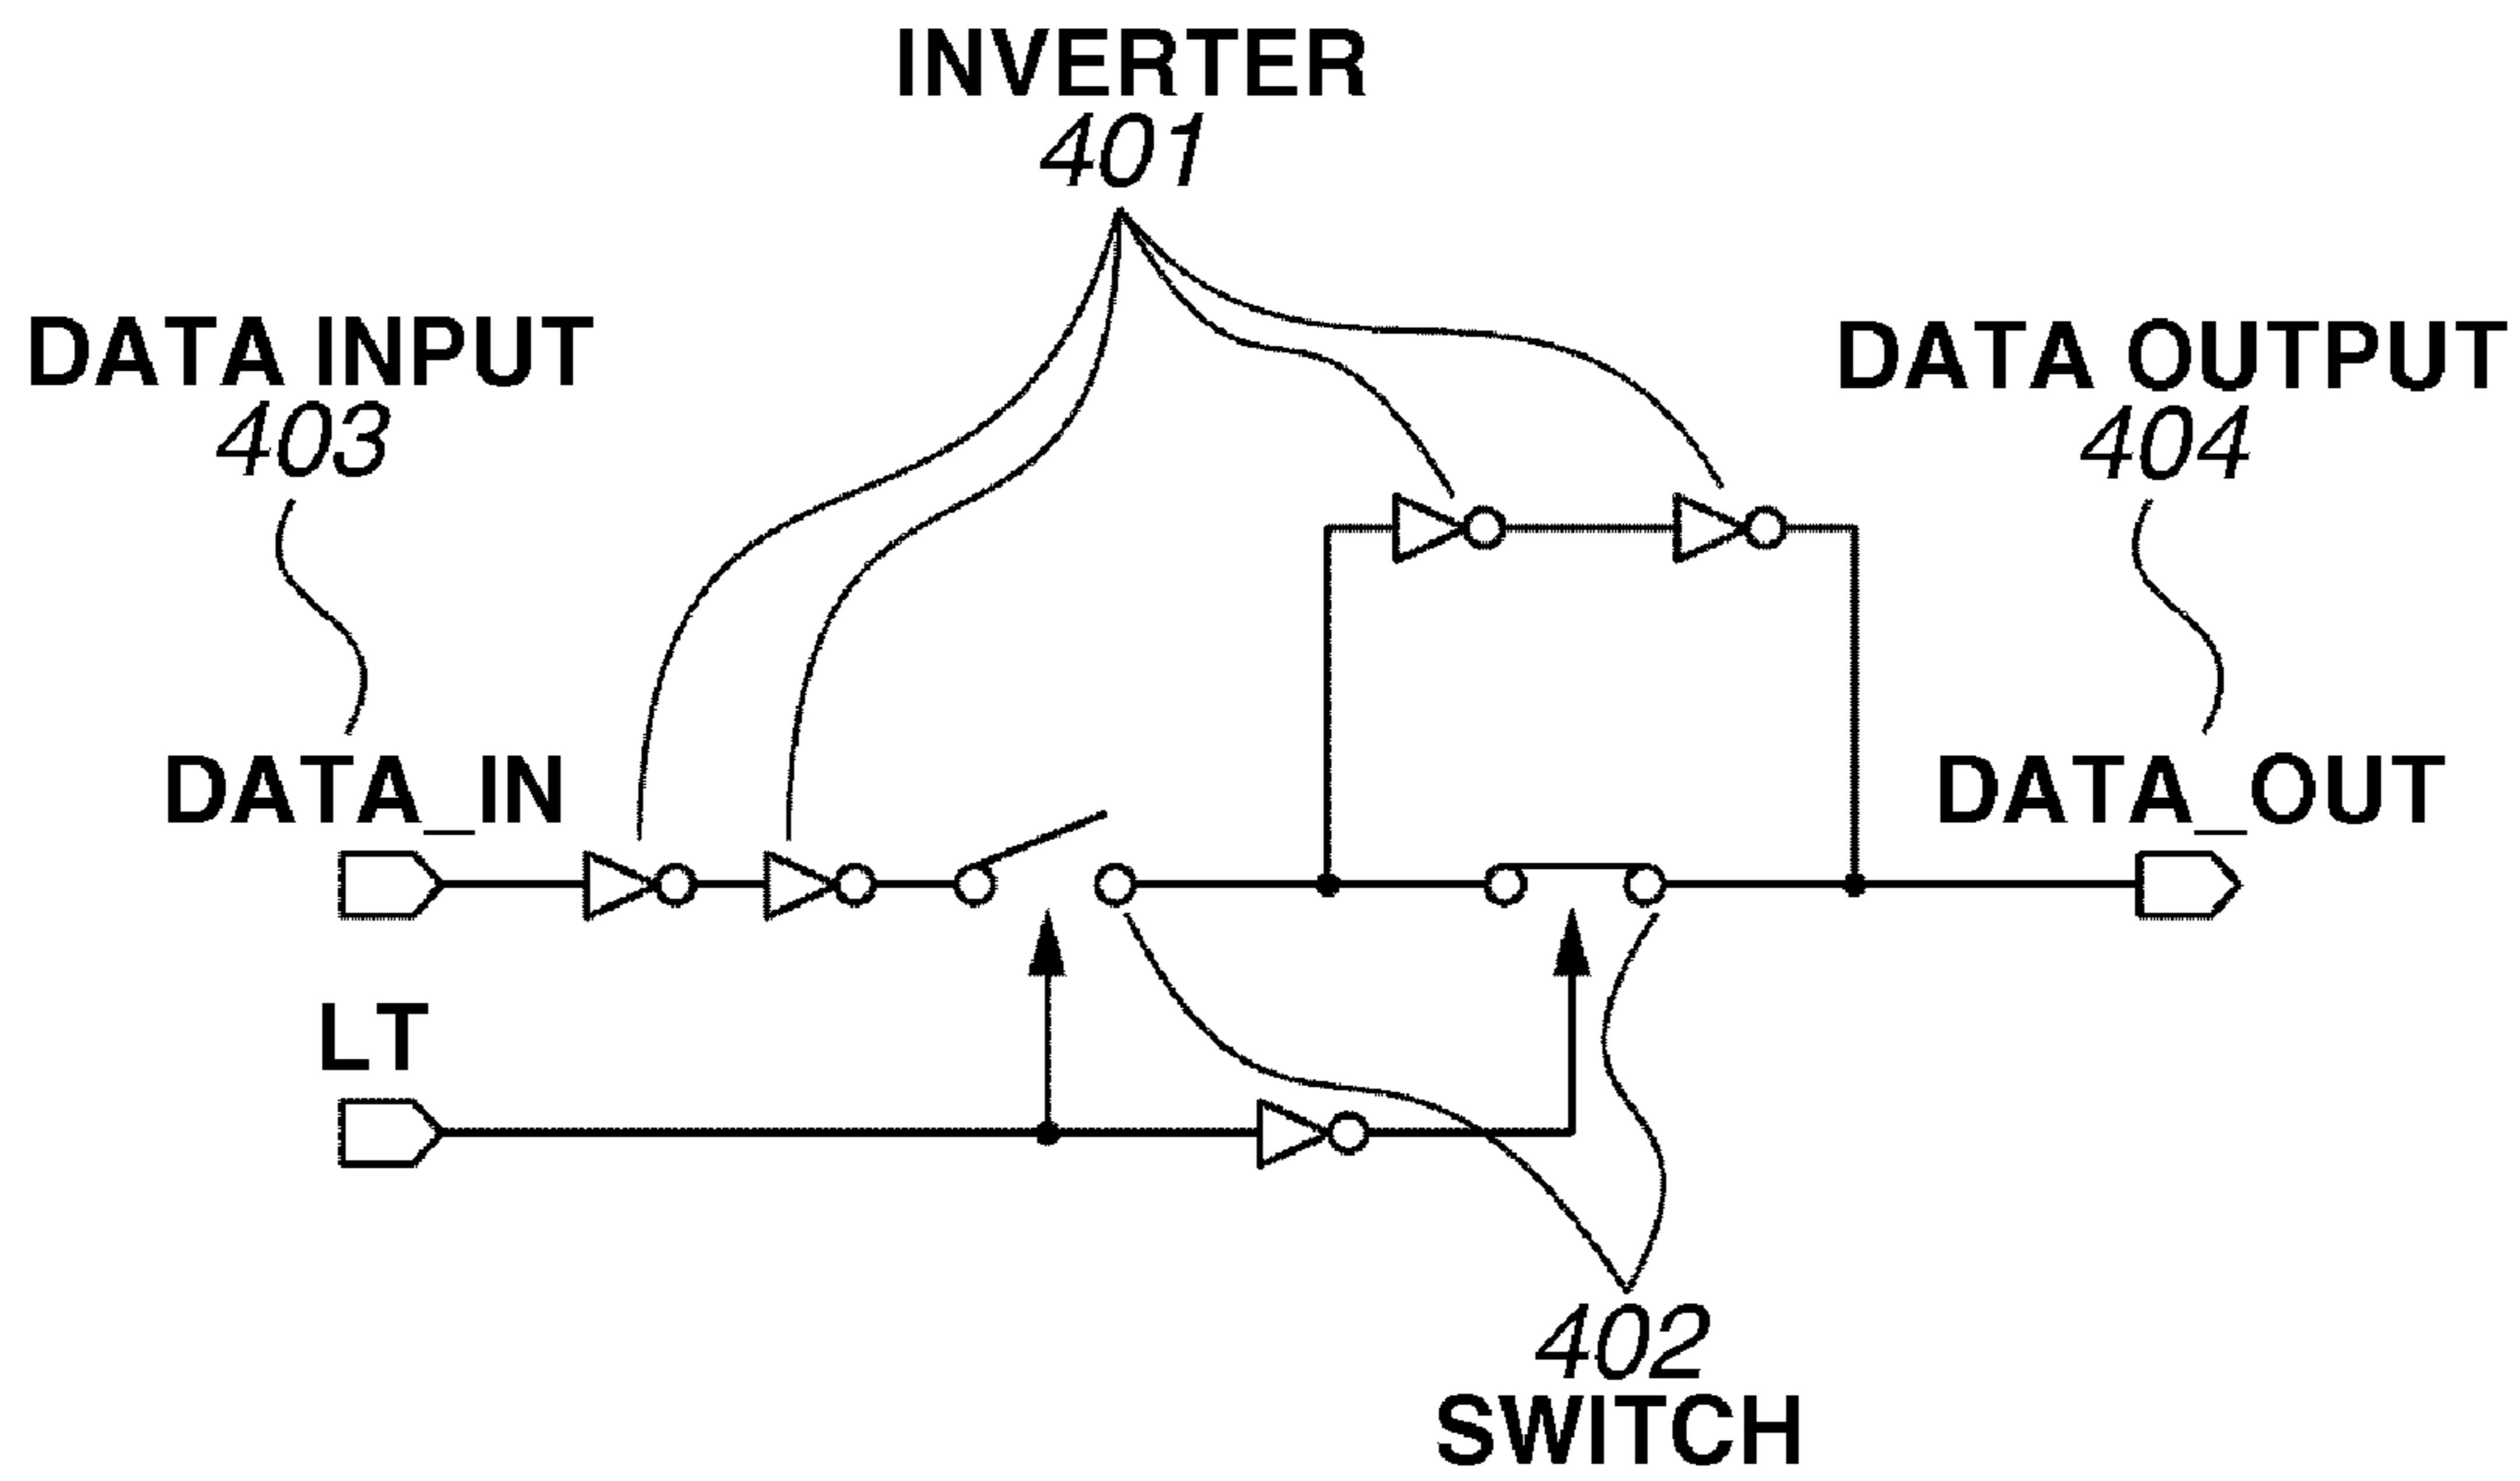 INVERTER
401
DATA INPUT
403
DATA OUTPUT
404
DATA_IN
DATA_OUT
LT
402
SWITCH